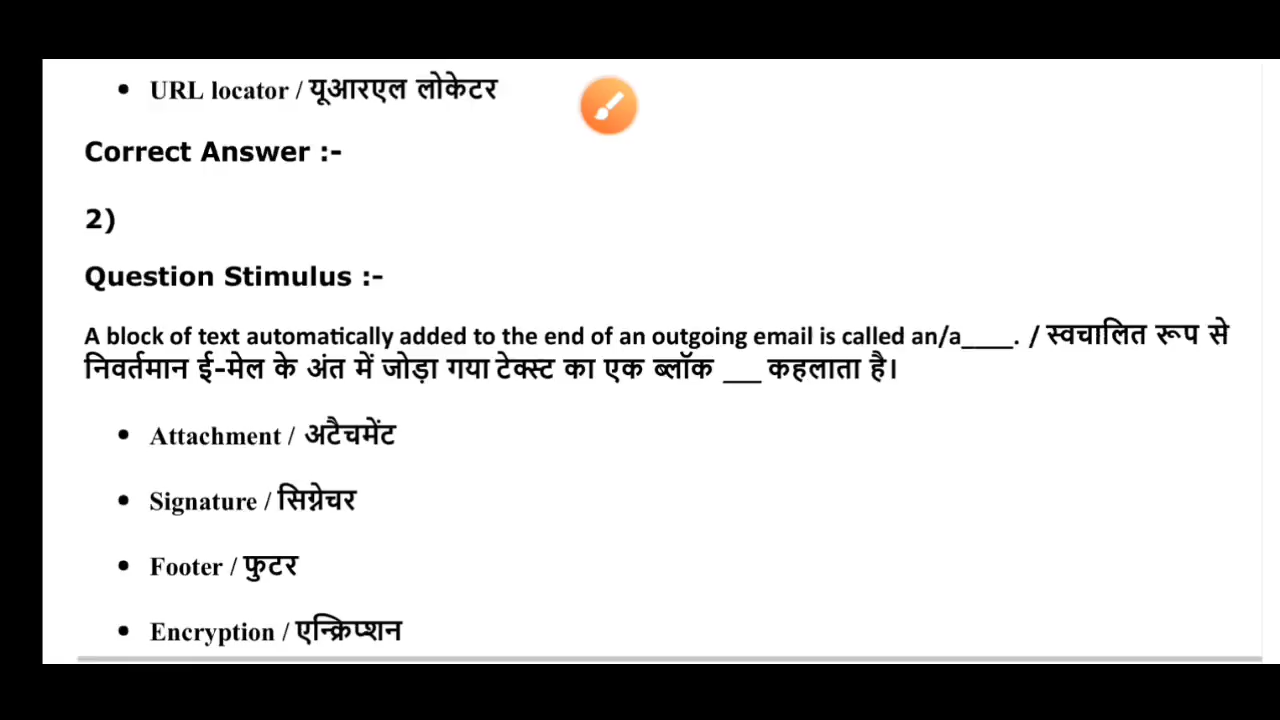 • URL locator / यूआरएल लोकेटर
Correct Answer :-
2)
Question Stimulus :-
A block of text automatically added to the end of an outgoing email is called an/a____. / स्वचालित रूप से
निवर्तमान ई-मेल के अंत में जोड़ा गया टेक्स्ट का एक ब्लॉक ___ कहलाता है।
• Attachment / अटैचमेंट
• Signature / सिग्नेचर
• Footer / फुटर
• Encryption / एन्क्रिप्शन